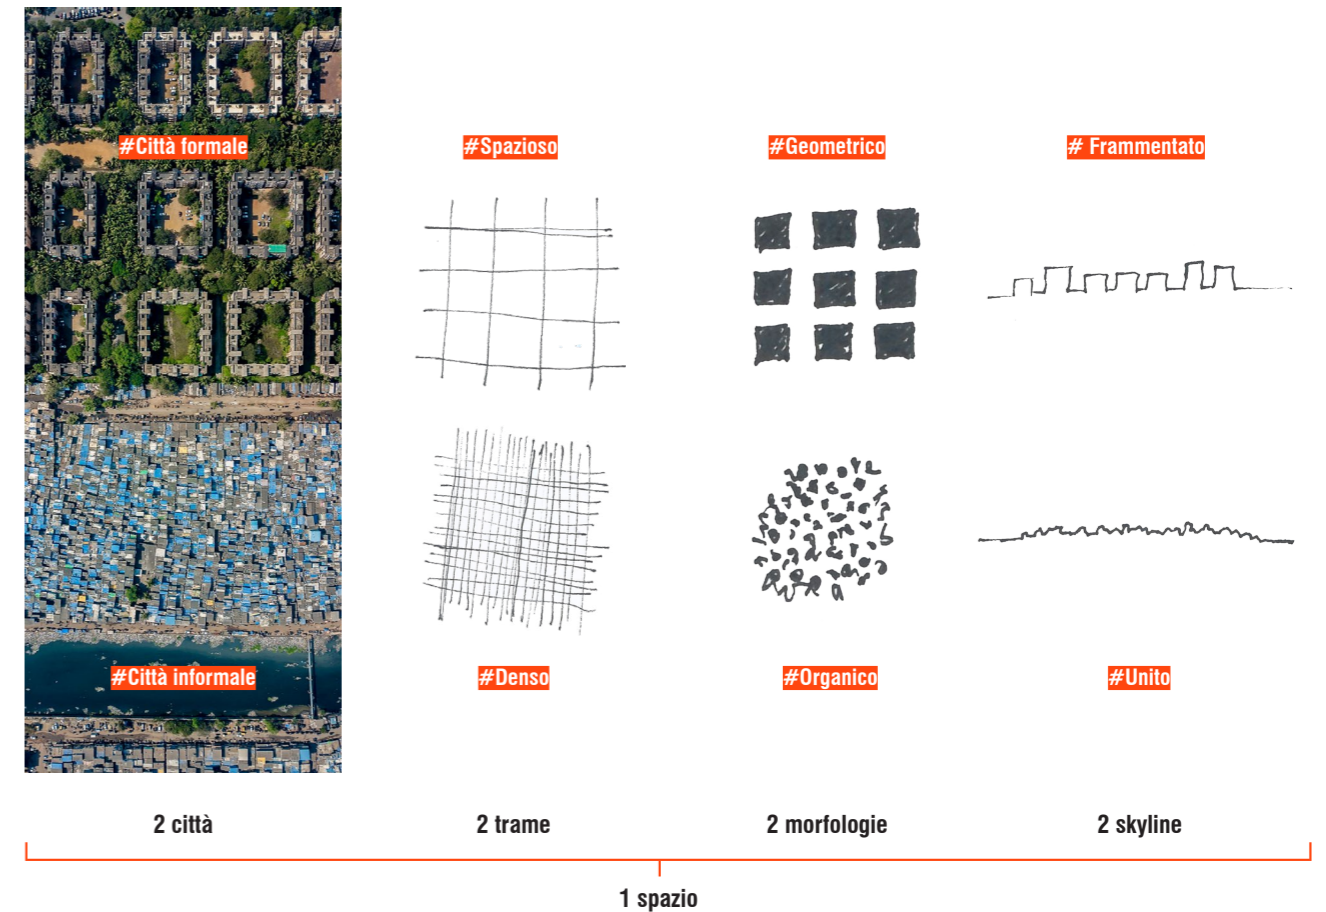 #Città formale
#Spazioso
#Geometrico
# Frammentato
#Città informale
#Denso
#Organico
#Unito
2 città
2 trame
2 morfologie
2 skyline
1 spazio